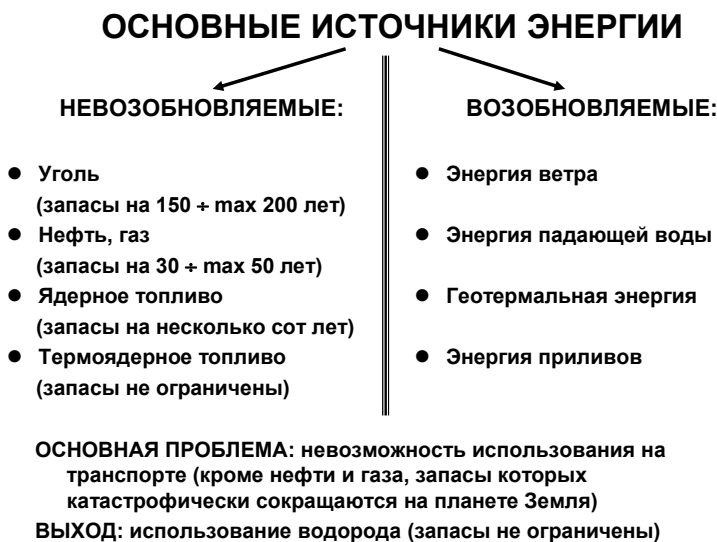 ОСНОВНЫЕ ИСТОЧНИКИ ЭНЕРГИИ
НЕВОЗОБНОВЛЯЕМЫЕ:
● Уголь
(запасы на 150 ÷ max 200 лет)
● Нефть, газ
(запасы на 30 ÷ max 50 лет)
● Ядерное топливо
(запасы на несколько сот лет)
● Термоядерное топливо
(запасы не ограничены)
ВОЗОБНОВЛЯЕМЫЕ:
● Энергия ветра
● Энергия падающей воды
● Геотермальная энергия
● Энергия приливов
ОСНОВНАЯ ПРОБЛЕМА: невозможность использования на
транспорте (кроме нефти и газа, запасы которых
катастрофически сокращаются на планете Земля)
ВЫХОД: использование водорода (запасы не ограничены)